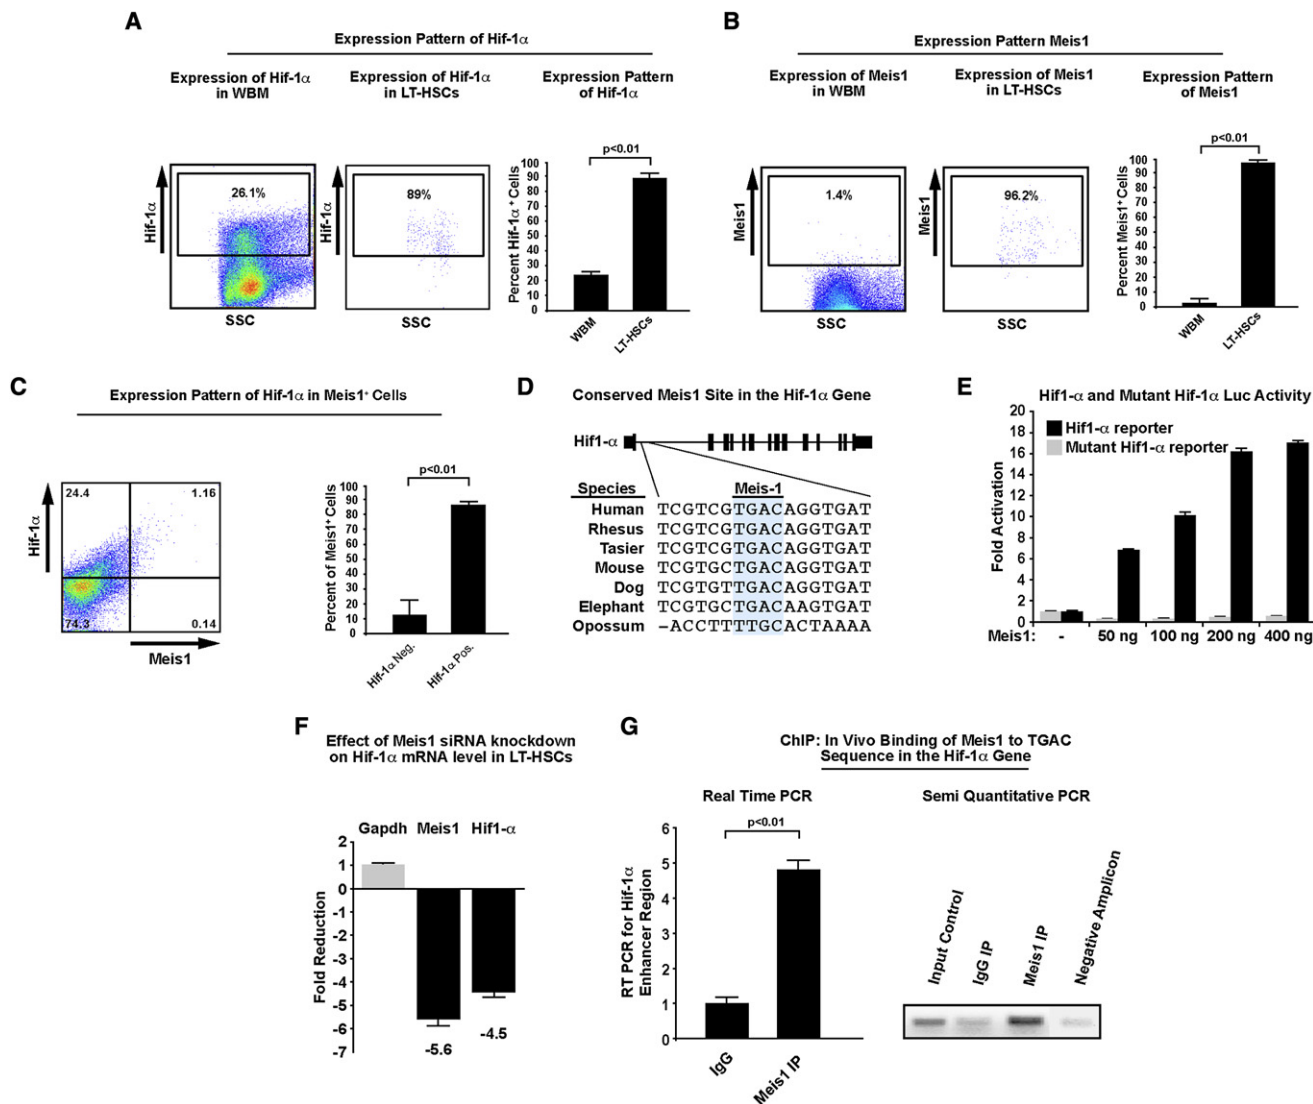 A
Expression Pattern of Hif-1α
Expression of Hif-1α
in WBM
Expression of Hif-1α
in LT-HSCs
Expression Pattern
of Hif-1α
Hif-1α
26.1%
SSC
Hif-1α
89%
SSC
Percent Hif-1α+ Cells
100
90
80
70
60
50
40
30
20
10
0
p<0.01
WBM
LT-HSCs
B
Expression Pattern Meis1
Expression of Meis1
in WBM
Expression of Meis1
in LT-HSCs
Expression Pattern
of Meis1
Meis1
1.4%
SSC
Meis1
96.2%
SSC
Percent Meis1+ Cells
100
90
80
70
60
50
40
30
20
10
0
p<0.01
WBM
LT-HSCs
C
Expression Pattern of Hif-1α in Meis1+ Cells
Hif-1α
24.4
1.16
74.3
0.14
Meis1
Percent of Meis1+ Cells
100
90
80
70
60
50
40
30
20
10
0
p<0.01
Hif-1α Neg.
Hif-1α Pos.
D
Conserved Meis1 Site in the Hif-1α Gene
Hif1-α
Species Meis-1
Human TCGTCGTGACAGGTGAT
Rhesus TCGTCGTGACAGGTGAT
Tasier TCGTCGTGACAGGTGAT
Mouse TCGTGCTGACAGGTGAT
Dog TCGTGTTGACAGGTGAT
Elephant TCGTGCTGACAAGTGAT
Opossum -ACCTTTTGCACTAAAA
E
Hif1-α and Mutant Hif-1α Luc Activity
Fold Activation
20
18
16
14
12
10
8
6
4
2
0
Hif1-α reporter
Mutant Hif1-α reporter
Meis1: - 50 ng 100 ng 200 ng 400 ng
F
Effect of Meis1 siRNA knockdown
on Hif-1α mRNA level in LT-HSCs
Gapdh Meis1 Hif1-α
Fold Reduction
2
1
0
-1
-2
-3
-4
-5
-6
-7
-5.6
-4.5
G
ChIP: In Vivo Binding of Meis1 to TGAC
Sequence in the Hif-1α Gene
Real Time PCR
RT PCR for Hif-1α
Enhancer Region
6
5
4
3
2
1
0
p<0.01
IgG
Meis1 IP
Semi Quantitative PCR
Input Control
IgG IP
Meis1 IP
Negative Amplicon